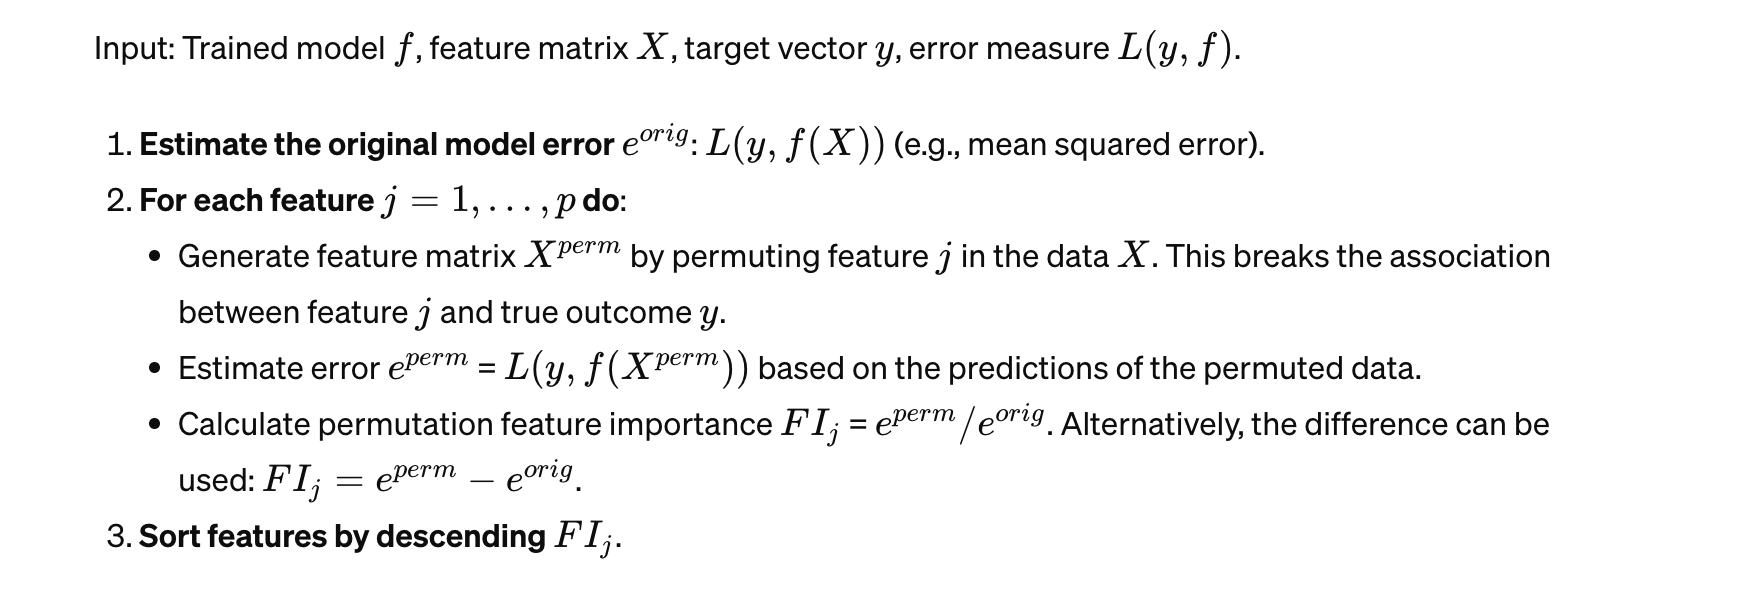 Input: Trained model f, feature matrix X, target vector y, error measure L(y, f).
1. Estimate the original model error e^{orig}: L(y, f(X)) (e.g., mean squared error).
2. For each feature j = 1, . . . , p do:
• Generate feature matrix X^{perm} by permuting feature j in the data X. This breaks the association
between feature j and true outcome y.
• Estimate error e^{perm} = L(y, f(X^{perm})) based on the predictions of the permuted data.
• Calculate permutation feature importance FI_j = e^{perm}/e^{orig}. Alternatively, the difference can be
used: FI_j = e^{perm} − e^{orig}.
3. Sort features by descending FI_j.